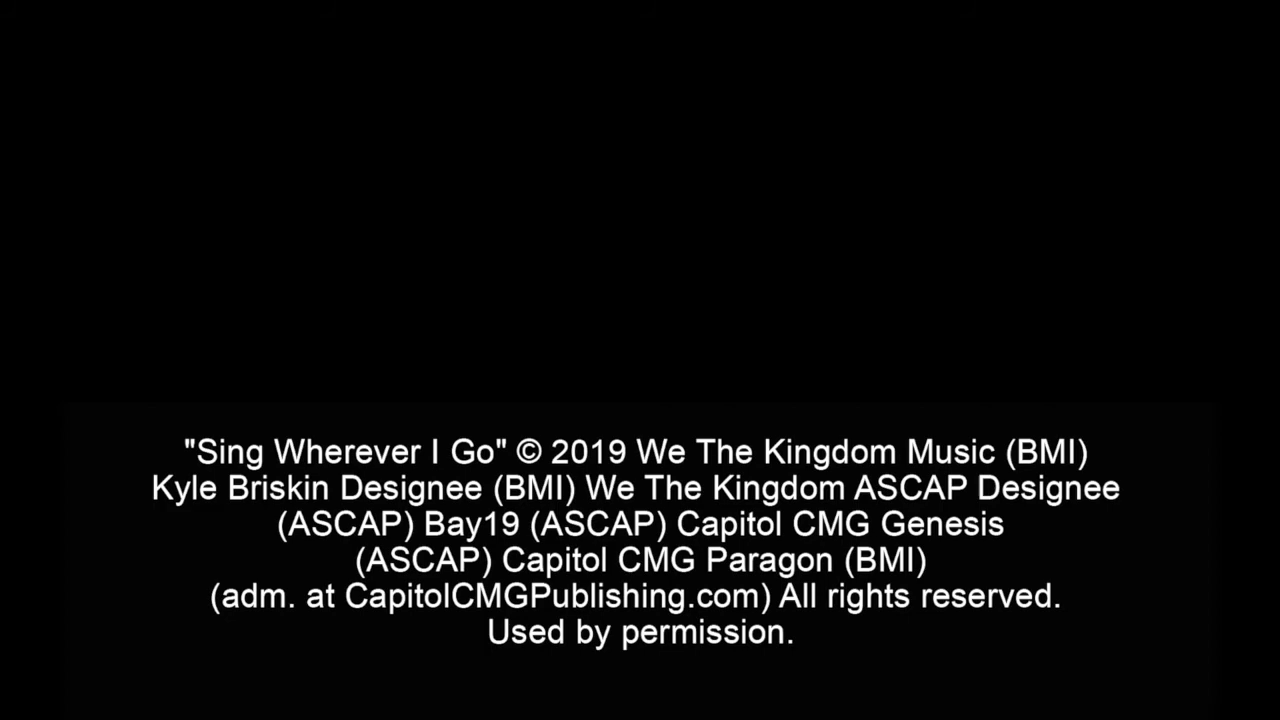 "Sing Wherever I Go" © 2019 We The Kingdom Music (BMI)
Kyle Briskin Designee (BMI) We The Kingdom ASCAP Designee
(ASCAP) Bay19 (ASCAP) Capitol CMG Genesis
(ASCAP) Capitol CMG Paragon (BMI)
(adm. at CapitolCMGPublishing.com) All rights reserved.
Used by permission.